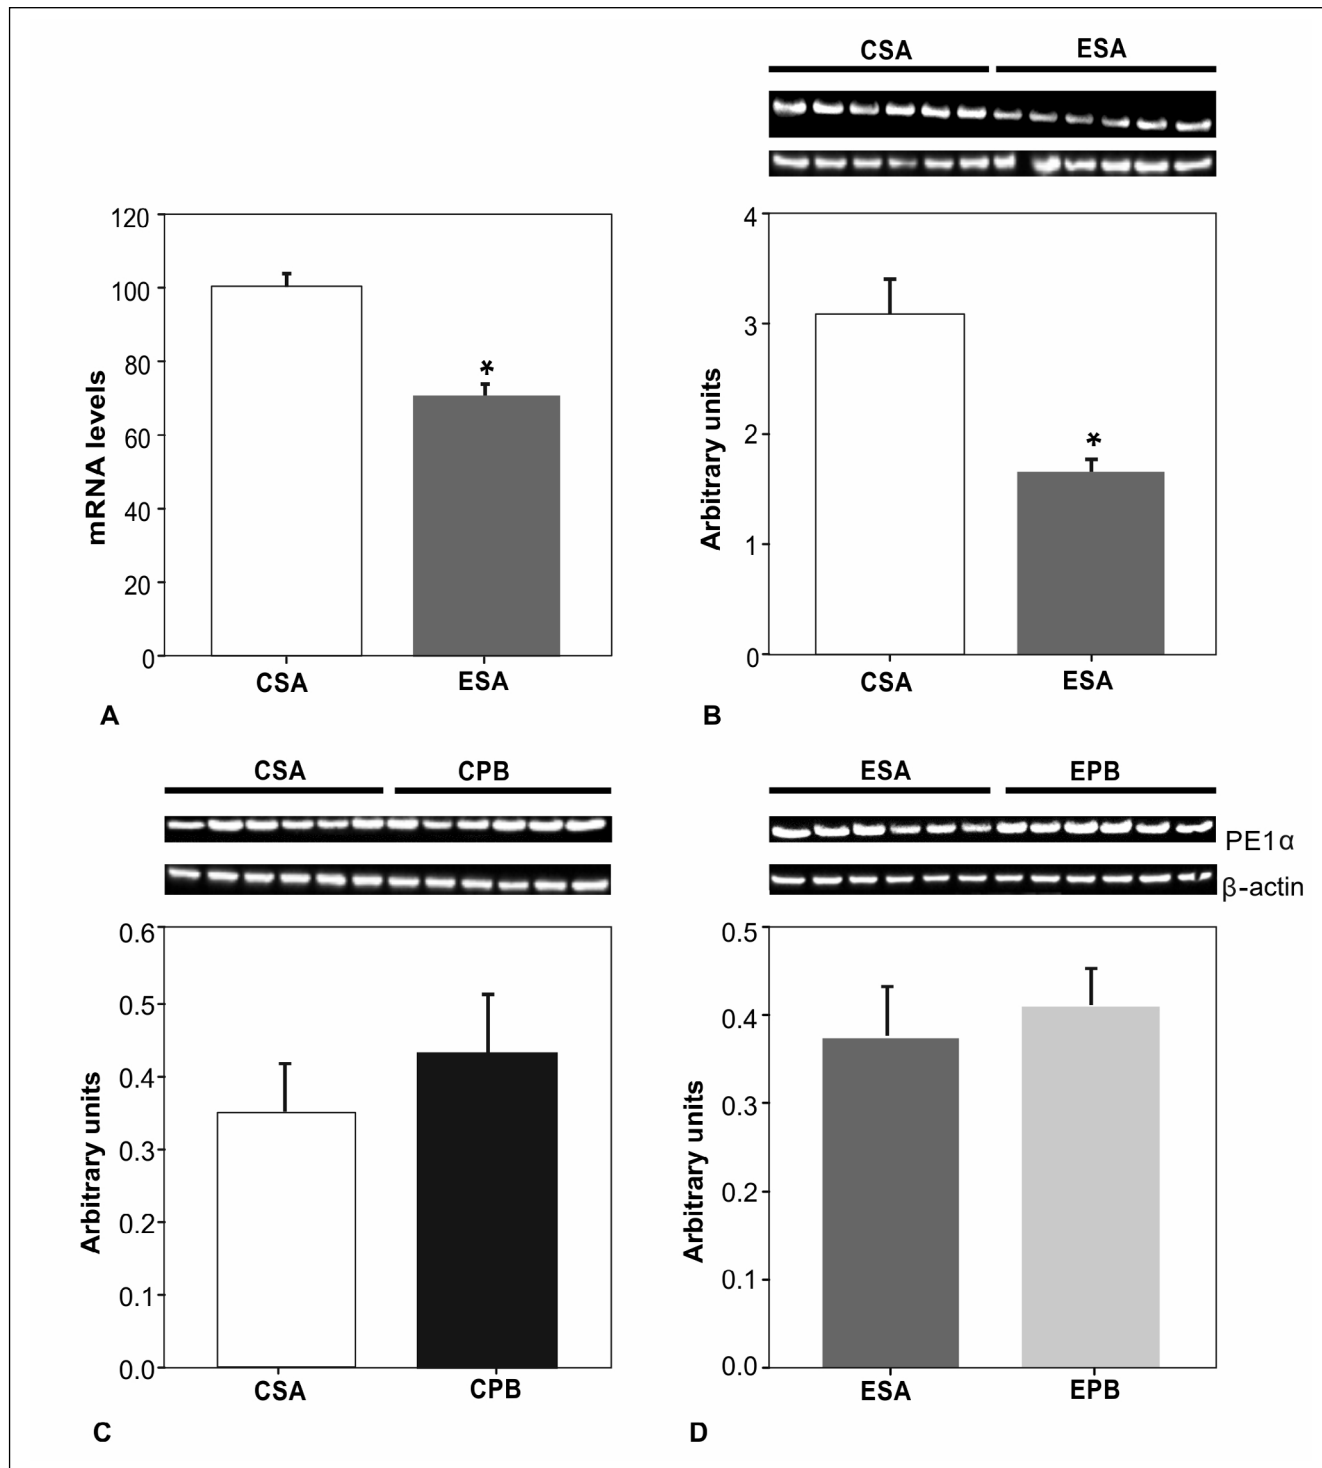 CSA ESA
120
100
80
60
40
20
0
mRNA levels
*
CSA ESA
A
4
3
2
1
0
Arbitrary units
*
CSA ESA
B
CSA CPB
0.6
0.5
0.4
0.3
0.2
0.1
0.0
Arbitrary units
CSA CPB
C
ESA EPB
PE1α
β-actin
0.5
0.4
0.3
0.2
0.1
0.0
Arbitrary units
ESA EPB
D